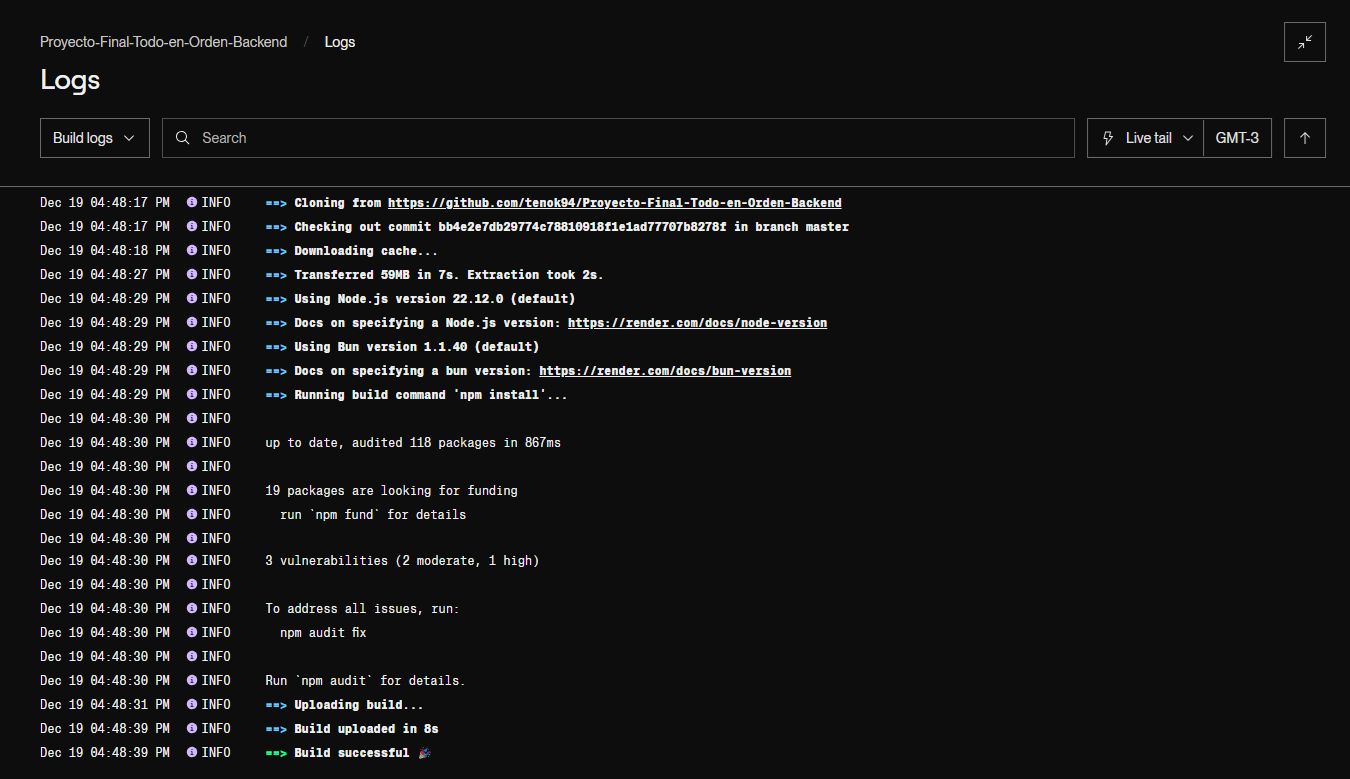 Proyecto-Final-Todo-en-Orden-Backend / Logs
Logs
Build logs Search Live tail GMT-3
Dec 19 04:48:17 PM INFO ==> Cloning from https://github.com/tenok94/Proyecto-Final-Todo-en-Orden-Backend
Dec 19 04:48:17 PM INFO ==> Checking out commit bb4e2e7db29774c78810918f1e1ad77707b8278f in branch master
Dec 19 04:48:18 PM INFO ==> Downloading cache...
Dec 19 04:48:27 PM INFO ==> Transferred 59MB in 7s. Extraction took 2s.
Dec 19 04:48:29 PM INFO ==> Using Node.js version 22.12.0 (default)
Dec 19 04:48:29 PM INFO ==> Docs on specifying a Node.js version: https://render.com/docs/node-version
Dec 19 04:48:29 PM INFO ==> Using Bun version 1.1.40 (default)
Dec 19 04:48:29 PM INFO ==> Docs on specifying a bun version: https://render.com/docs/bun-version
Dec 19 04:48:29 PM INFO ==> Running build command 'npm install'...
Dec 19 04:48:30 PM INFO
Dec 19 04:48:30 PM INFO up to date, audited 118 packages in 867ms
Dec 19 04:48:30 PM INFO
Dec 19 04:48:30 PM INFO 19 packages are looking for funding
Dec 19 04:48:30 PM INFO run `npm fund` for details
Dec 19 04:48:30 PM INFO
Dec 19 04:48:30 PM INFO 3 vulnerabilities (2 moderate, 1 high)
Dec 19 04:48:30 PM INFO
Dec 19 04:48:30 PM INFO To address all issues, run:
Dec 19 04:48:30 PM INFO npm audit fix
Dec 19 04:48:30 PM INFO
Dec 19 04:48:30 PM INFO Run `npm audit` for details.
Dec 19 04:48:31 PM INFO ==> Uploading build...
Dec 19 04:48:39 PM INFO ==> Build uploaded in 8s
Dec 19 04:48:39 PM INFO ==> Build successful 🎉